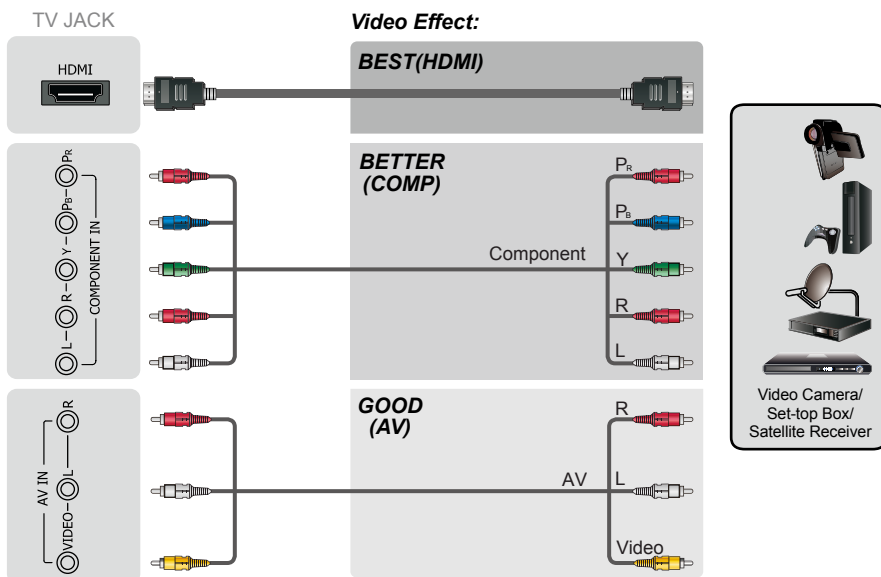 TV JACK
Video Effect:
HDMI
BEST(HDMI)
PR
PB
Y
R
L
COMPONENT IN
BETTER
(COMP)
Component
PR
PB
Y
R
L
R
L
VIDEO
AV IN
GOOD
(AV)
AV
R
L
Video
Video Camera/
Set-top Box/
Satellite Receiver